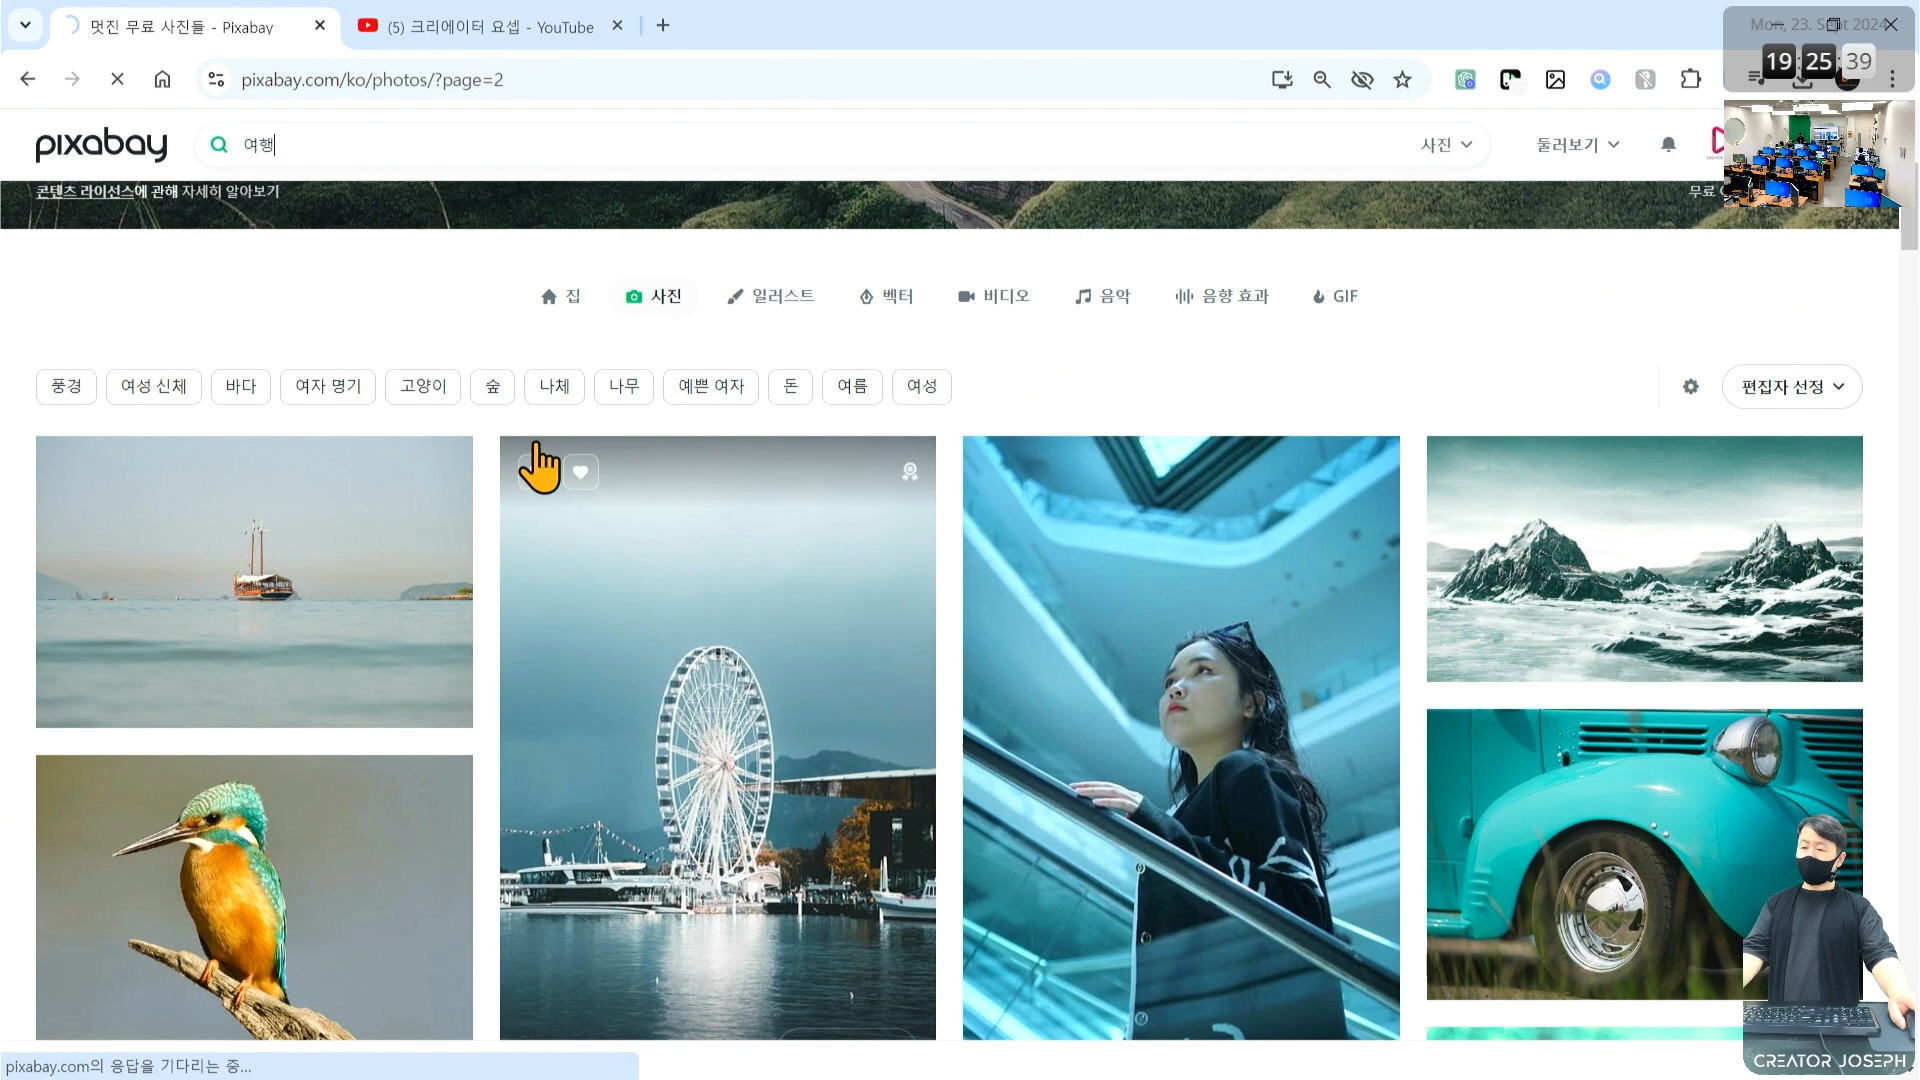 멋진 무료 사진들 - Pixabay
(5) 크리에이터 요셉 - YouTube
Mon, 23. Sept 2024
19 25 39
pixabay.com/ko/photos/?page=2
pixabay
여행
사진
둘러보기
콘텐츠 라이선스에 관해 자세히 알아보기
무료
집
사진
일러스트
벡터
비디오
음악
음향 효과
GIF
풍경
여성 신체
바다
여자 명기
고양이
숲
나체
나무
예쁜 여자
돈
여름
여성
편집자 선정
pixabay.com의 응답을 기다리는 중...
CREATOR JOSEPH